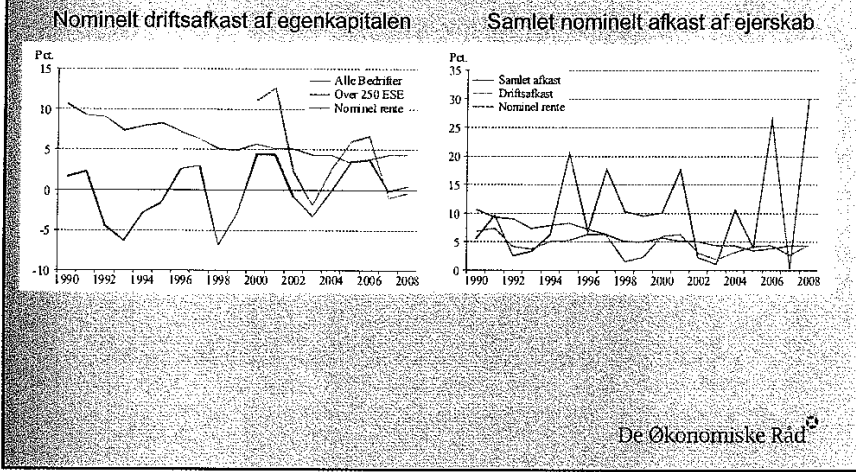 Nominelt driftsafkast af egenkapitalen
Pct.
15
10
5
0
-5
-10
Alle Bedrifter
Over 250 ESE
Nominel rente
1990 1992 1994 1996 1998 2000 2002 2004 2006 2008
Samlet nominelt afkast af ejerskab
Pct.
35
30
25
20
15
10
5
0
Samlet afkast
Driftsafkast
Nominel rente
1990 1992 1994 1996 1998 2000 2002 2004 2006 2008
De Økonomiske Råd